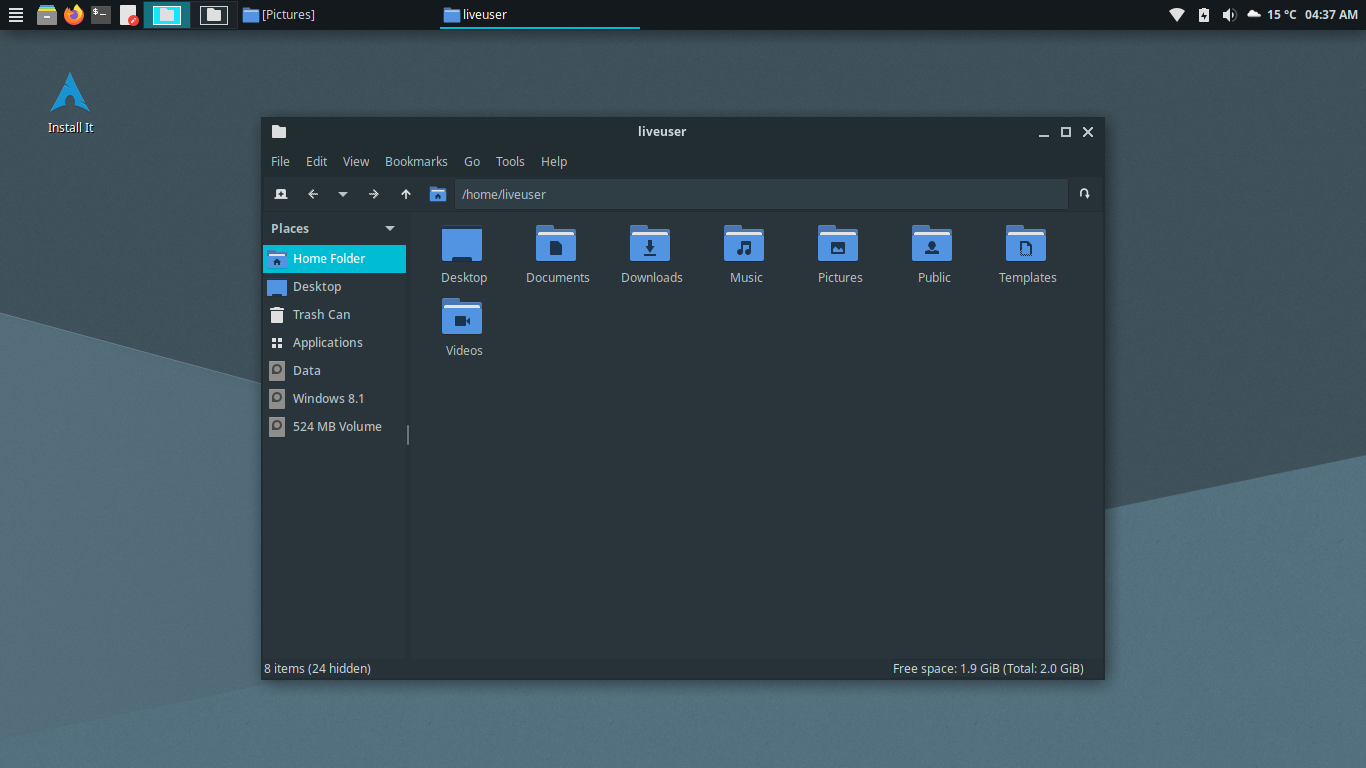 [Pictures]
liveuser
15 °C
04:37 AM
Install It
liveuser
File Edit View Bookmarks Go Tools Help
/home/liveuser
Places
Home Folder
Desktop
Trash Can
Applications
Data
Windows 8.1
524 MB Volume
Desktop Documents Downloads Music Pictures Public Templates
Videos
8 items (24 hidden)
Free space: 1.9 GiB (Total: 2.0 GiB)